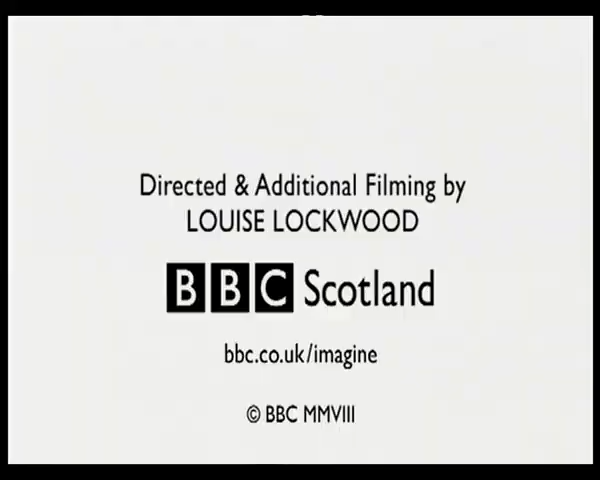 Directed & Additional Filming by
LOUISE LOCKWOOD
BBC Scotland
bbc.co.uk/imagine
© BBC MMVIII